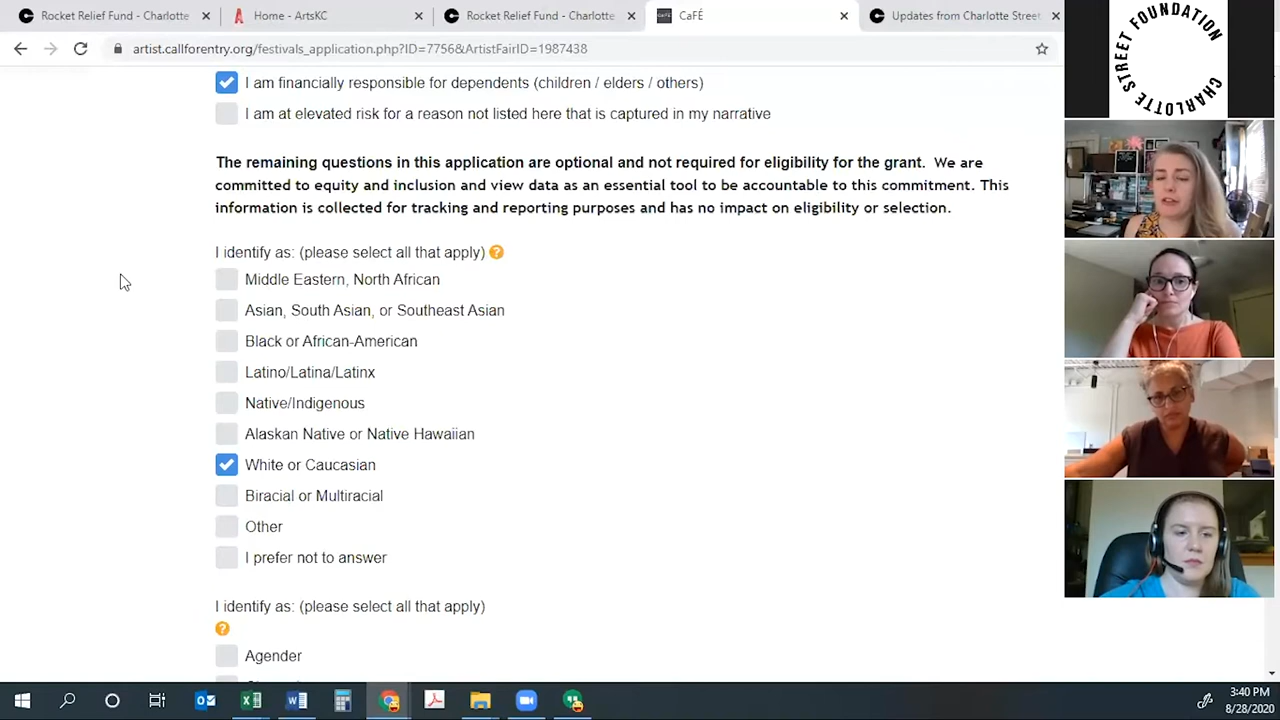 Rocket Relief Fund - Charlotte
Home - ArtsKC
Rocket Relief Fund - Charlotte
CaFÉ
CaFÉ
Updates from Charlotte Street
artist.callforentry.org/festivals_application.php?ID=7756&ArtistFairID=1987438
STREET FOUNDATION CHARLOTTE
I am financially responsible for dependents (children / elders / others)
I am at elevated risk for a reason not listed here that is captured in my narrative
The remaining questions in this application are optional and not required for eligibility for the grant. We are
committed to equity and inclusion and view data as an essential tool to be accountable to this commitment. This
information is collected for tracking and reporting purposes and has no impact on eligibility or selection.
I identify as: (please select all that apply) ?
Middle Eastern, North African
Asian, South Asian, or Southeast Asian
Black or African-American
Latino/Latina/Latinx
Native/Indigenous
Alaskan Native or Native Hawaiian
White or Caucasian
Biracial or Multiracial
Other
I prefer not to answer
I identify as: (please select all that apply)
?
Agender
3:40 PM
8/28/2020